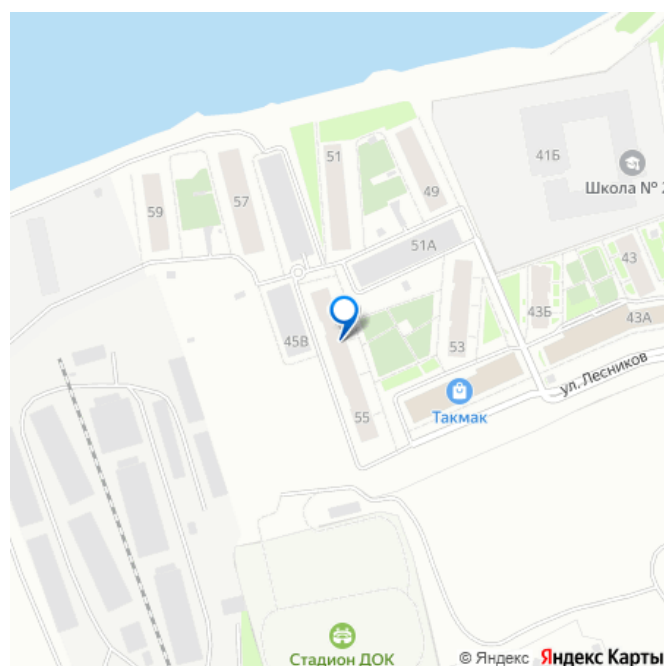 51
41Б
59
57
49
Школа № 2
51А
43
45В
43Б
43А
53
ул. Лесников
55
Такмак
Стадион ДОК
© Яндекс Яндекс Карты